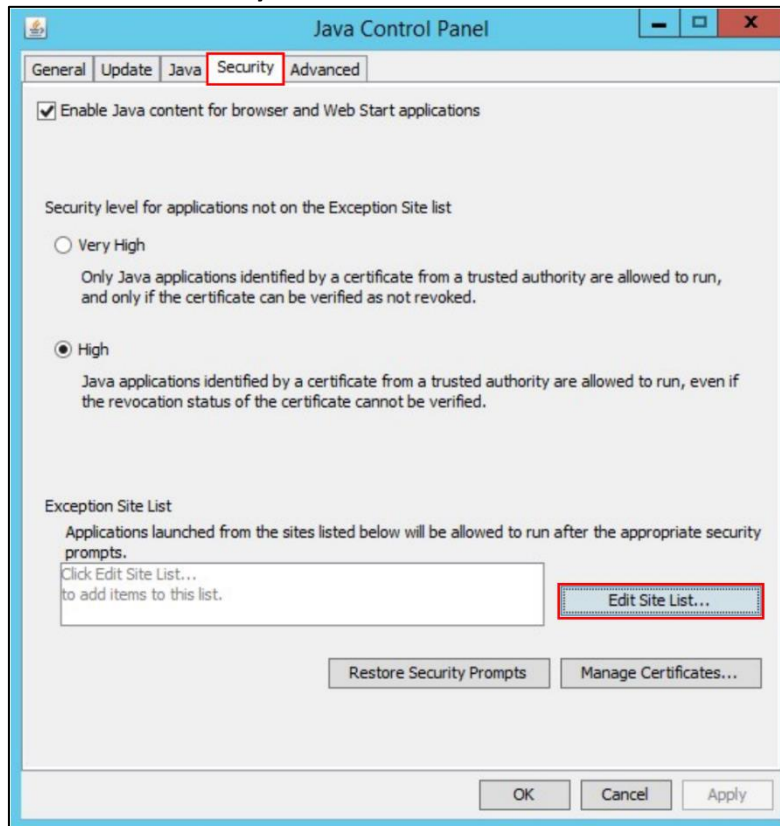 Java Control Panel
General Update Java Security Advanced
Enable Java content for browser and Web Start applications
Security level for applications not on the Exception Site list
Very High
Only Java applications identified by a certificate from a trusted authority are allowed to run,
and only if the certificate can be verified as not revoked.
High
Java applications identified by a certificate from a trusted authority are allowed to run, even if
the revocation status of the certificate cannot be verified.
Exception Site List
Applications launched from the sites listed below will be allowed to run after the appropriate security
prompts.
Click Edit Site List...
to add items to this list.
Edit Site List...
Restore Security Prompts Manage Certificates...
OK Cancel Apply